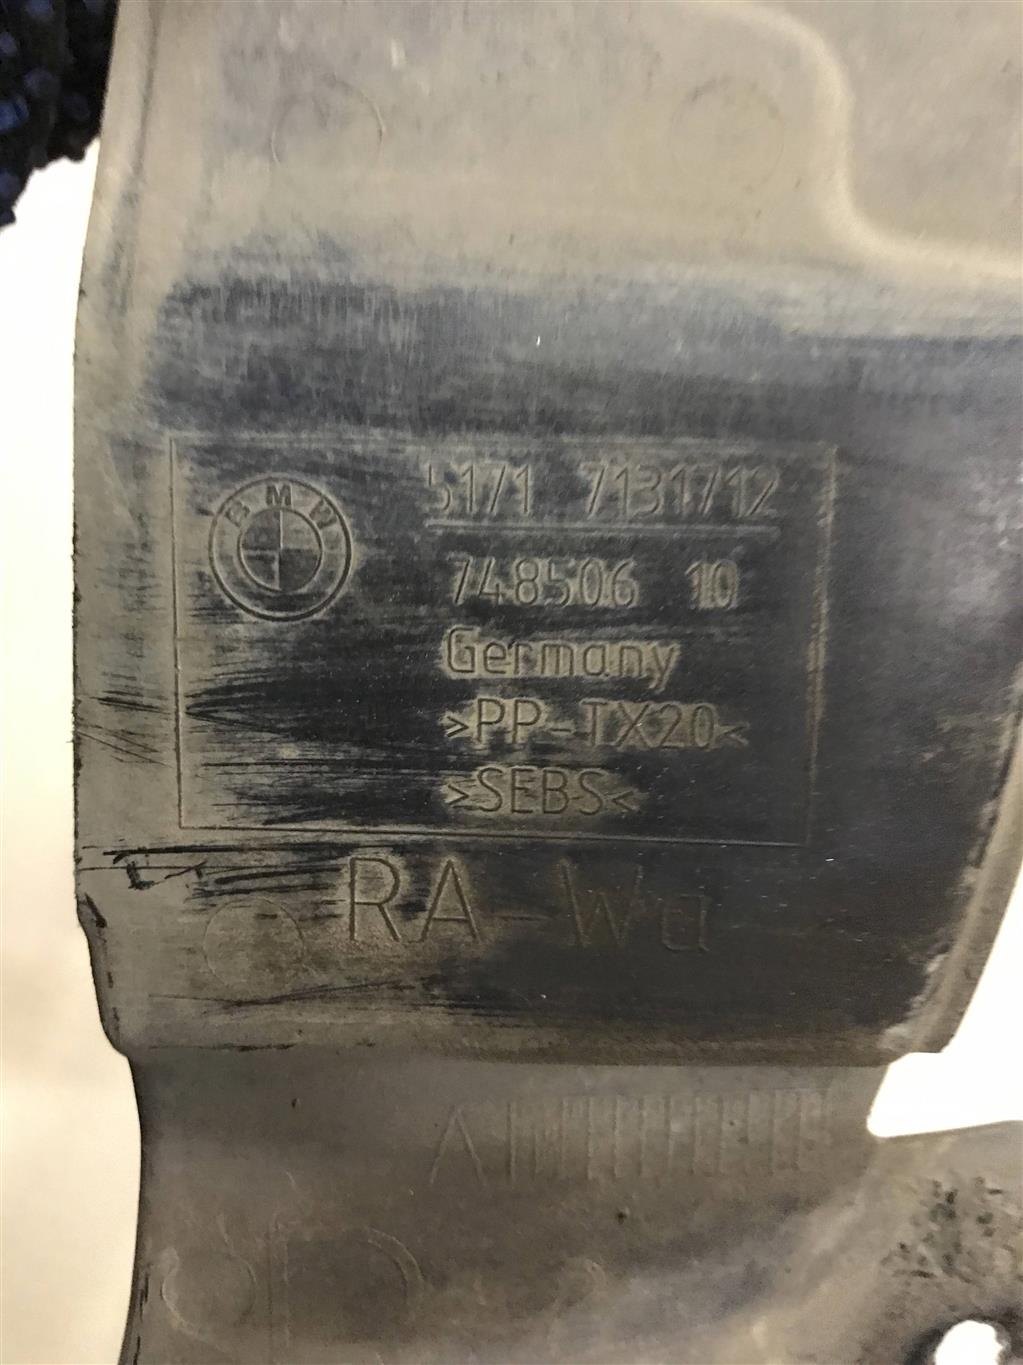 BMW
5171 7131712
748506 10
Germany
>PP-TX20<
>SEBS<
RA-Wa